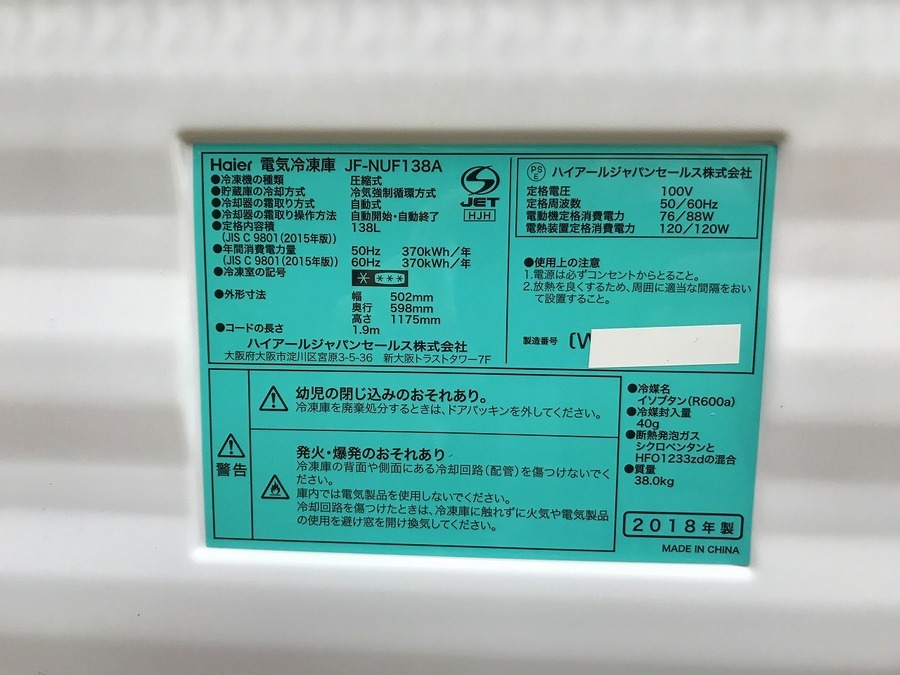 Haier 電気冷凍庫 JF-NUF138A
●冷凍機の種類 圧縮式
●貯蔵庫の冷却方式 冷気強制循環方式
●冷却器の霜取り方式 自動式
●冷却器の霜取り操作方法 自動開始・自動終了
●定格内容積 138L
(JIS C 9801(2015年版))
●年間消費電力量 50Hz 370kWh/年
(JIS C 9801(2015年版)) 60Hz 370kWh/年
●冷凍室の記号
●外形寸法 幅 502mm
奥行 598mm
高さ 1175mm
●コードの長さ 1.9m
ハイアールジャパンセールス株式会社
大阪府大阪市淀川区宮原3-5-36 新大阪トラストタワー7F
JET
HJH
PS
E
ハイアールジャパンセールス株式会社
定格電圧 100V
定格周波数 50/60Hz
電動機定格消費電力 76/88W
電熱装置定格消費電力 120/120W
●使用上の注意
1.電源は必ずコンセントからとること。
2.放熱を良くするため、周囲に適当な間隔をおい
て設置すること。
製造番号
警告
幼児の閉じ込みのおそれあり。
冷凍庫を廃棄処分するときは、ドアパッキンを外してください。
発火・爆発のおそれあり
冷凍庫の背面や側面にある冷却回路(配管)を傷つけないでく
ださい。
庫内では電気製品を使用しないでください。
冷却回路を傷つけたときは、冷凍庫に触れずに火気や電気製品
の使用を避け窓を開け換気してください。
●冷媒名
イソブタン(R600a)
●冷媒封入量
40g
●断熱発泡ガス
シクロペンタンと
HFO1233zdの混合
●質量
38.0kg
2018年製
MADE IN CHINA